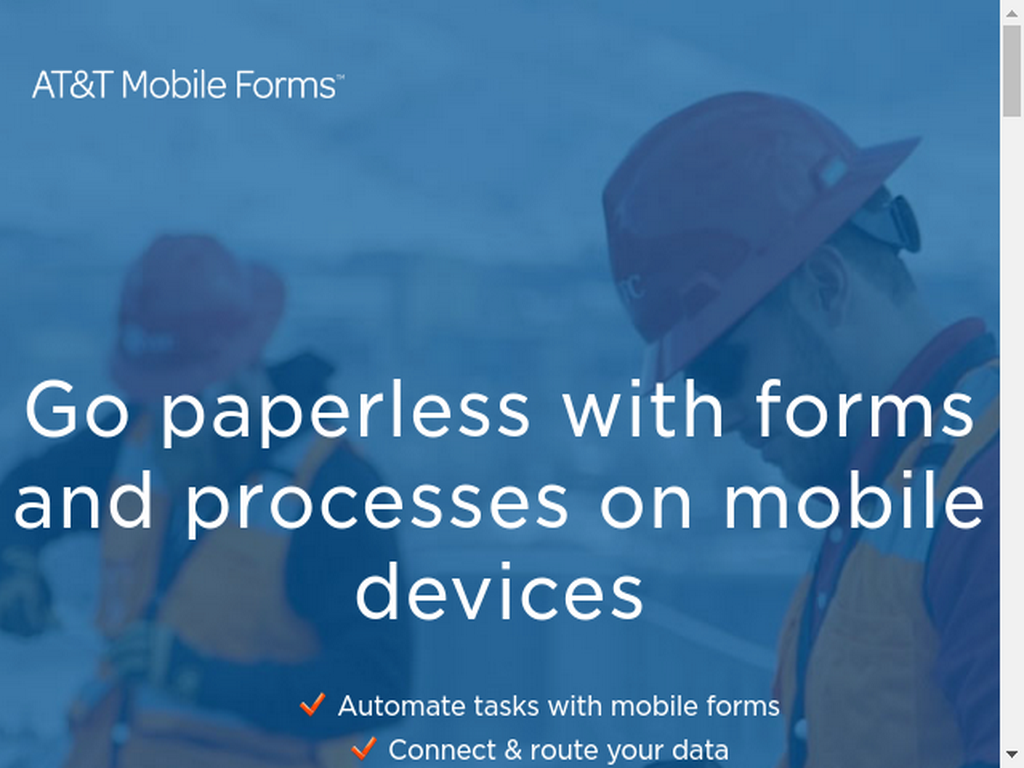 AT&T Mobile Forms™
Go paperless with forms
and processes on mobile
devices
Automate tasks with mobile forms
Connect & route your data